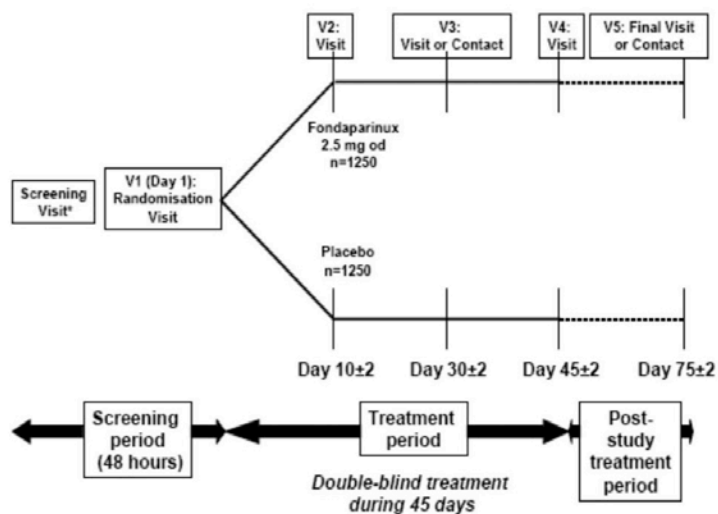 V2:
Visit
V3:
Visit or Contact
V4:
Visit
V5: Final Visit
or Contact
Fondaparinux
2.5 mg od
n=1250
Screening
Visit*
V1 (Day 1):
Randomisation
Visit
Placebo
n=1250
Day 10±2
Day 30±2
Day 45±2
Day 75±2
Screening
period
(48 hours)
Treatment
period
Post-
study
treatment
period
Double-blind treatment
during 45 days